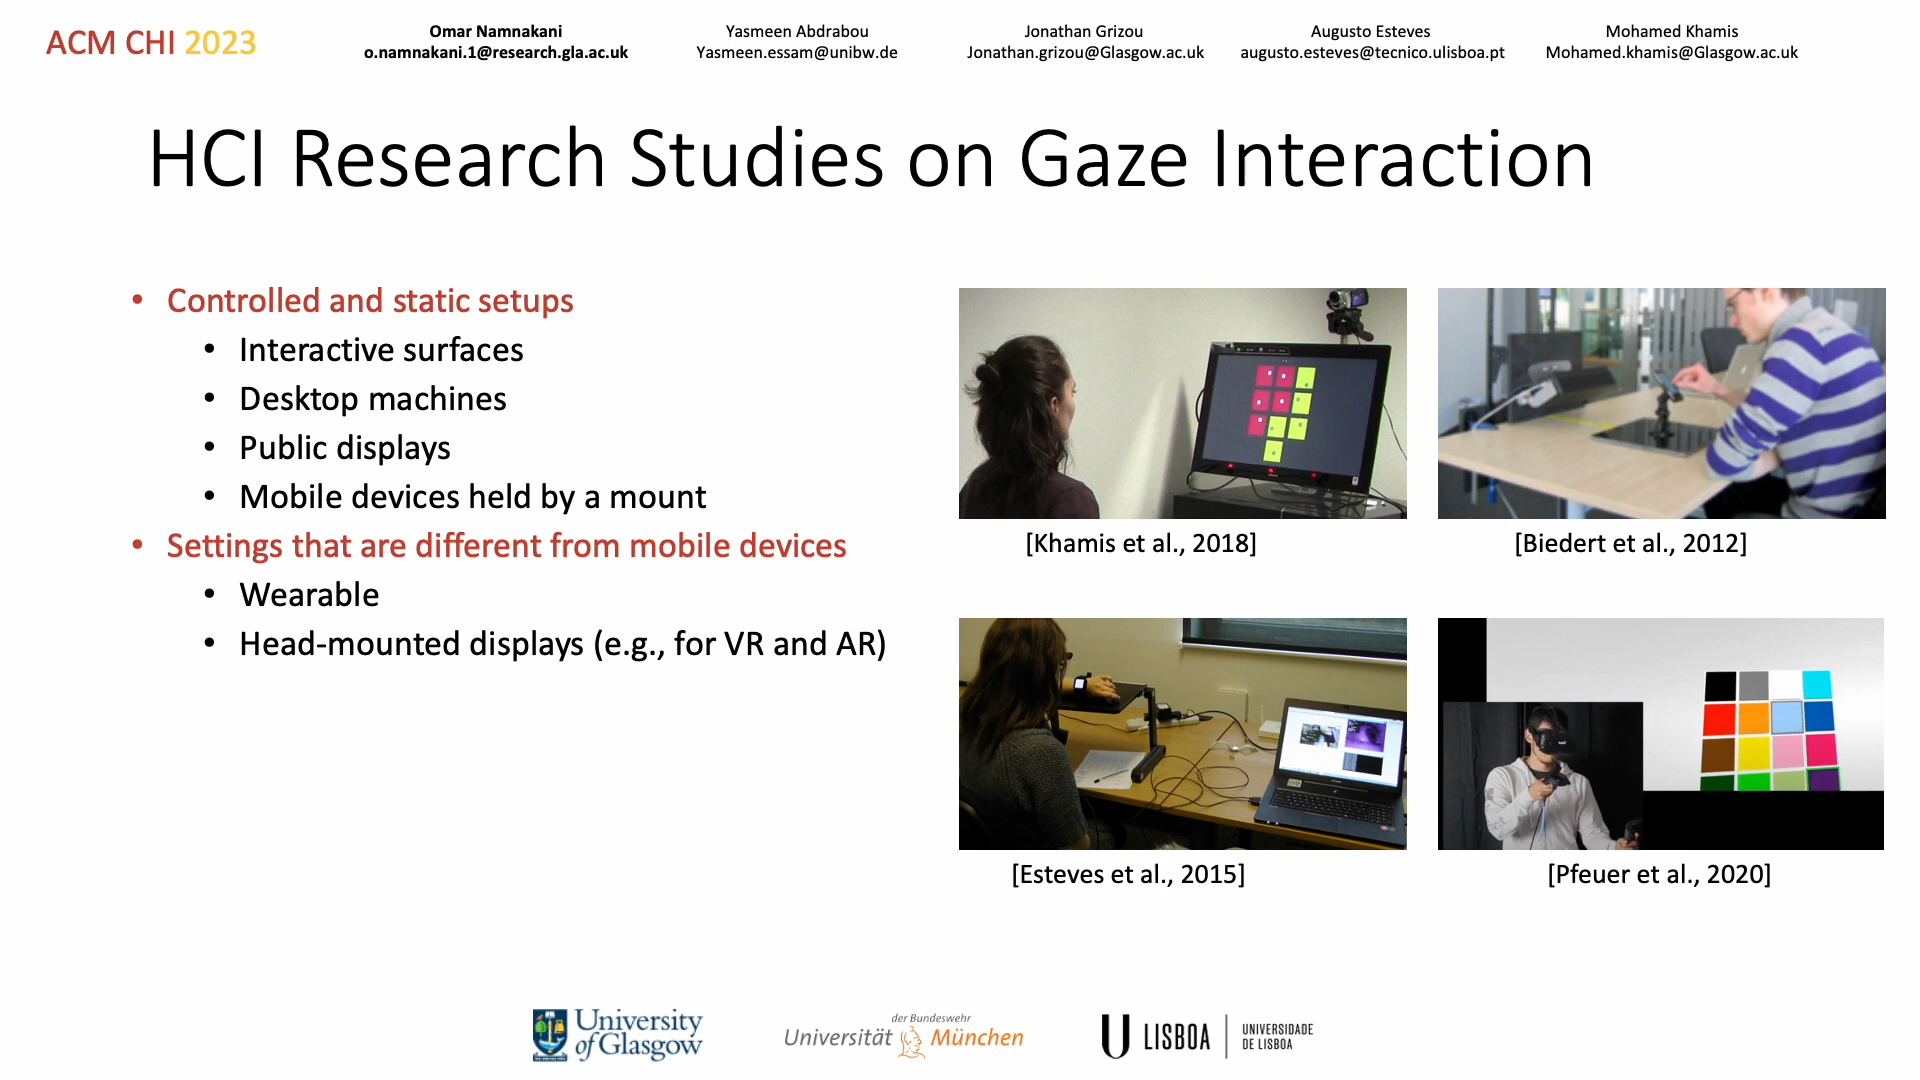 ACM CHI 2023
Omar Namnakani
o.namnakani.1@research.gla.ac.uk
Yasmeen Abdrabou
Yasmeen.essam@unibw.de
Jonathan Grizou
Jonathan.grizou@Glasgow.ac.uk
Augusto Esteves
augusto.esteves@tecnico.ulisboa.pt
Mohamed Khamis
Mohamed.khamis@Glasgow.ac.uk
HCI Research Studies on Gaze Interaction
• Controlled and static setups
• Interactive surfaces
• Desktop machines
• Public displays
• Mobile devices held by a mount
• Settings that are different from mobile devices
• Wearable
• Head-mounted displays (e.g., for VR and AR)
[Khamis et al., 2018]
[Biedert et al., 2012]
[Esteves et al., 2015]
[Pfeuer et al., 2020]
University
of Glasgow
der Bundeswehr
Universität München
U LISBOA
UNIVERSIDADE
DE LISBOA